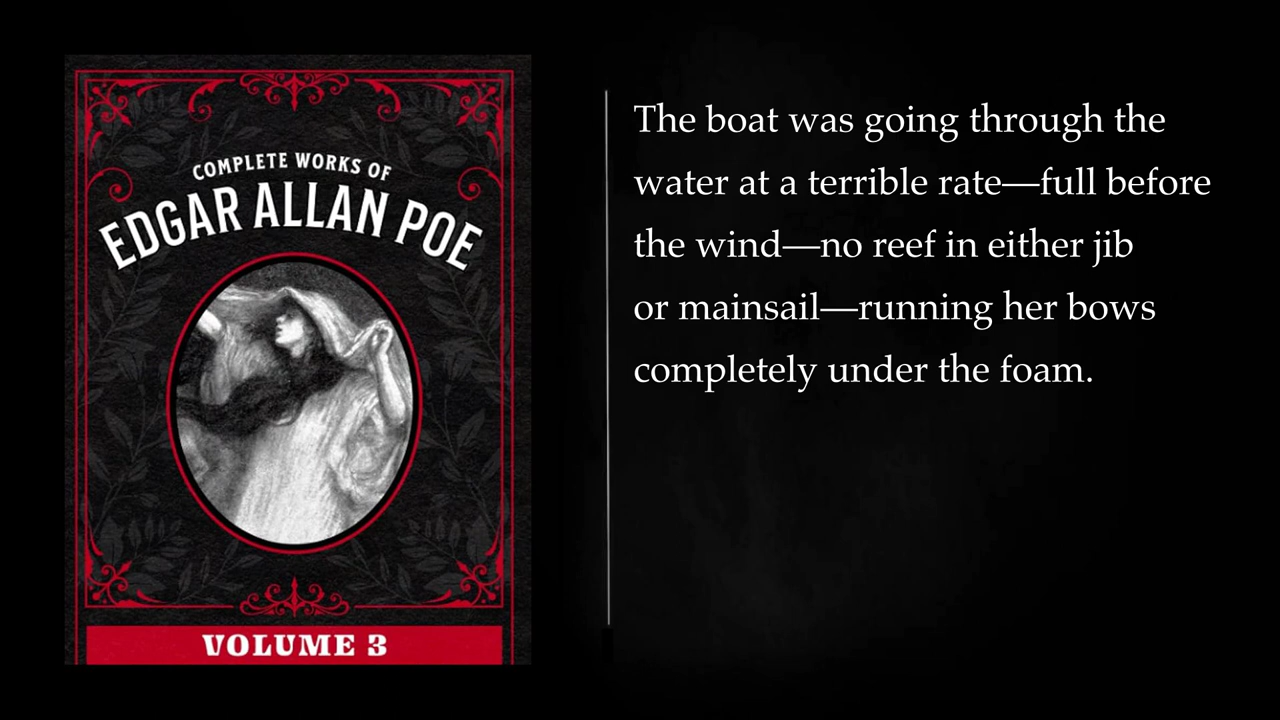 COMPLETE WORKS OF
EDGAR ALLAN POE
VOLUME 3
The boat was going through the
water at a terrible rate—full before
the wind—no reef in either jib
or mainsail—running her bows
completely under the foam.